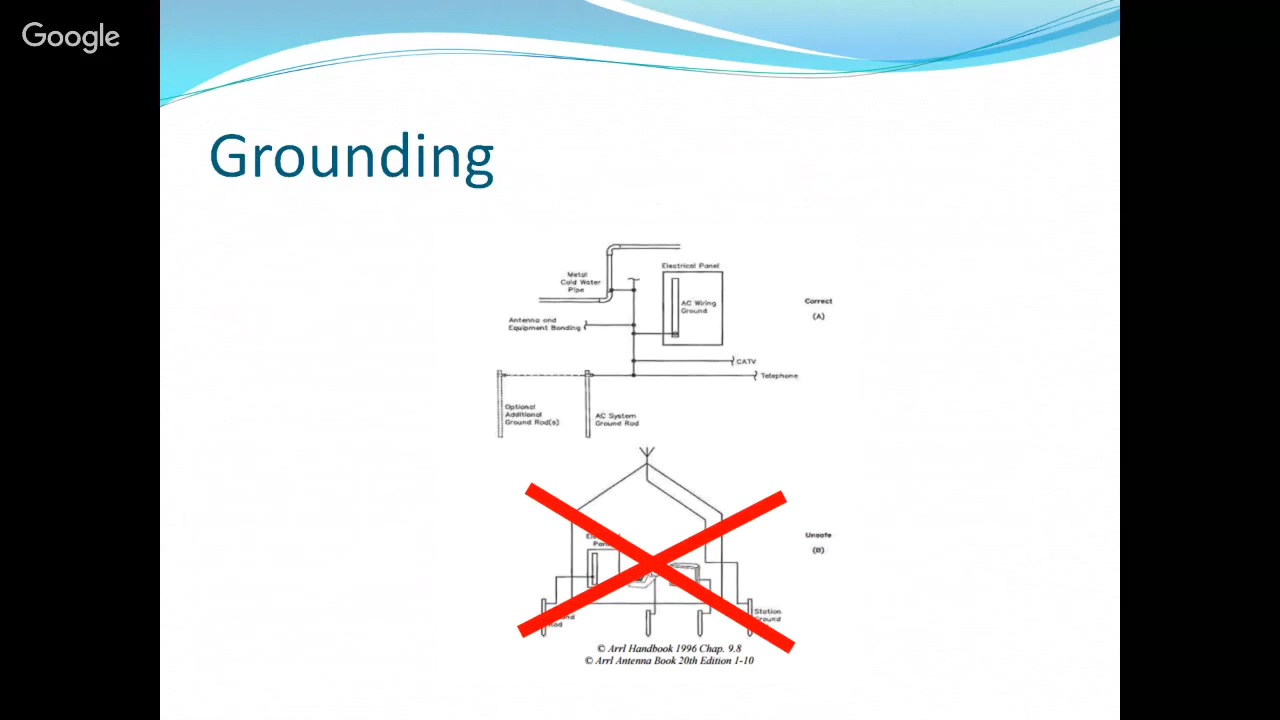 Google
Grounding
Metal
Cold Water
Pipe
Electrical Panel
AC Wiring
Ground
Correct
(A)
Antenna and
Equipment Bonding
CATV
Telephone
Optional
Additional
Ground Rod(s)
AC System
Ground Rod
Unsafe
(B)
Station
Ground
© Arrl Handbook 1996 Chap. 9.8
© Arrl Antenna Book 20th Edition 1-10